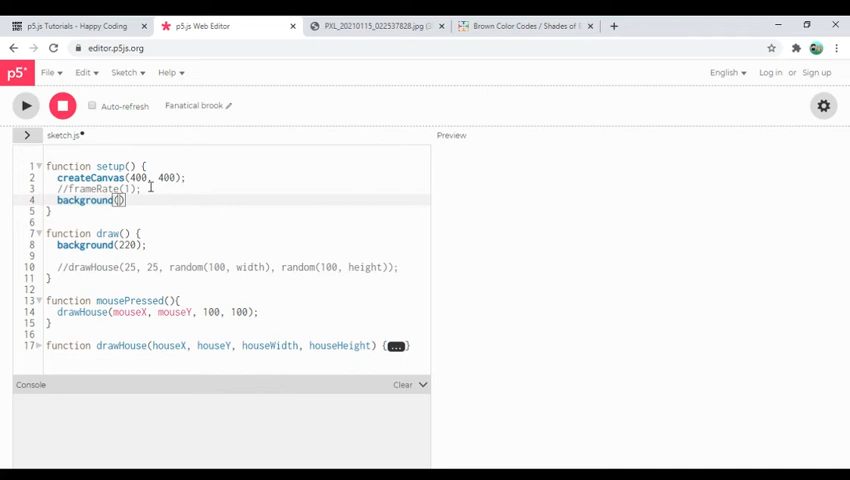 p5.js Tutorials - Happy Coding
p5.js Web Editor
PXL_20210115_022537828.jpg (
Brown Color Codes / Shades of
editor.p5js.org
p5*
File
Edit
Sketch
Help
English
Log in or Sign up
Auto-refresh
Fanatical brook
sketch.js
Preview
1 function setup() {
2 createCanvas(400, 400);
3 //frameRate(1);
4 background()
5 }
6
7 function draw() {
8 background(220);
9
10 //drawHouse(25, 25, random(100, width), random(100, height));
11 }
12
13 function mousePressed(){
14 drawHouse(mouseX, mouseY, 100, 100);
15 }
16
17 function drawHouse(houseX, houseY, houseWidth, houseHeight) {...}
Console
Clear